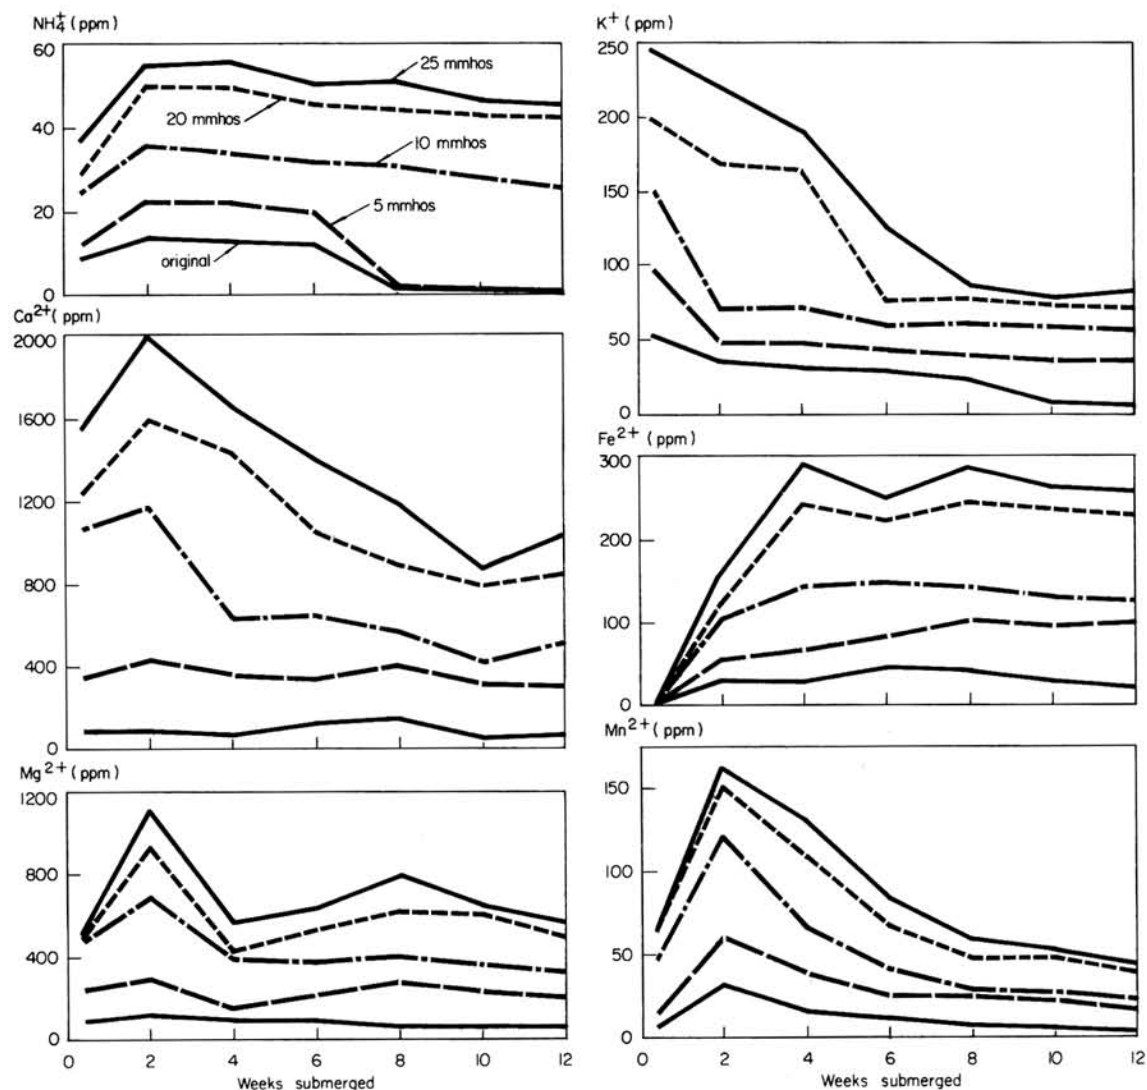 NH4+ (ppm)
60
40
20
0
25 mmhos
20 mmhos
10 mmhos
5 mmhos
original
Ca2+ (ppm)
2000
1600
1200
800
400
0
Mg2+ (ppm)
1200
800
400
0
0 2 4 6 8 10 12
Weeks submerged
K+ (ppm)
250
200
150
100
50
0
Fe2+ (ppm)
300
200
100
0
Mn2+ (ppm)
150
100
50
0
0 2 4 6 8 10 12
Weeks submerged